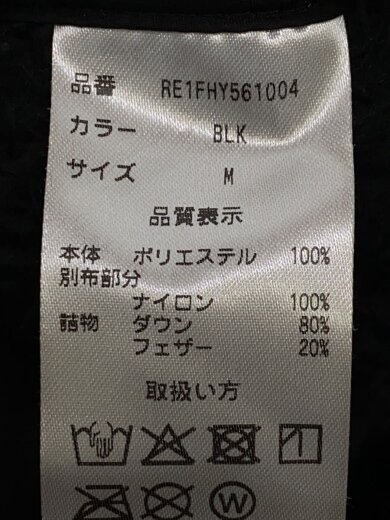 品番 RE1FHY561004
カラー BLK
サイズ M
品質表示
本体 ポリエステル 100%
別布部分
ナイロン 100%
詰物 ダウン 80%
フェザー 20%
取扱い方
W